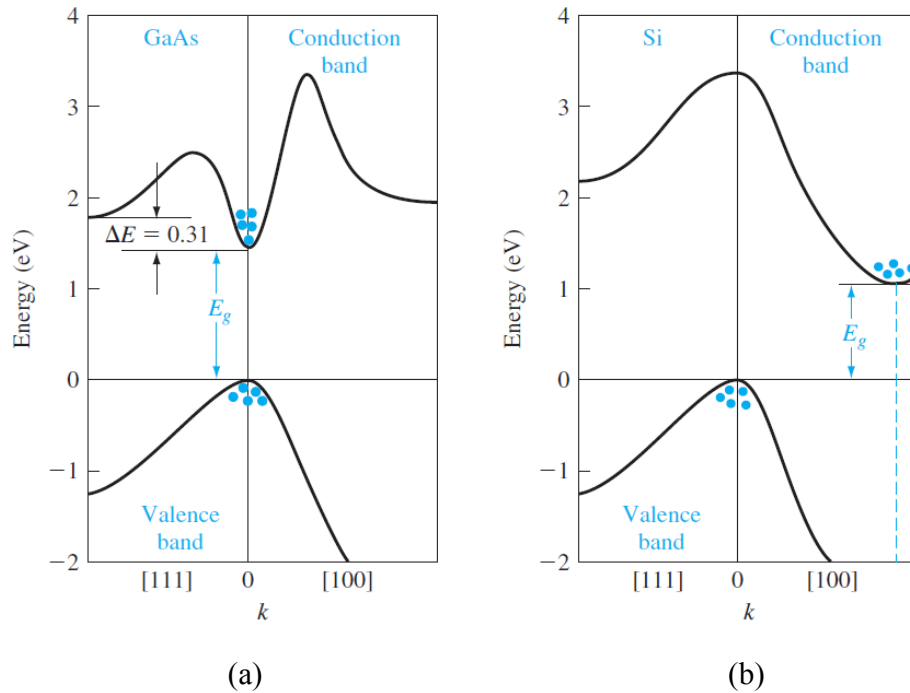 4
3
2
1
0
−1
−2
Energy (eV)
GaAs
Conduction
band
ΔE = 0.31
E_g
Valence
band
[111]
0
[100]
k
(a)
4
3
2
1
0
−1
−2
Energy (eV)
Si
Conduction
band
E_g
Valence
band
[111]
0
[100]
k
(b)